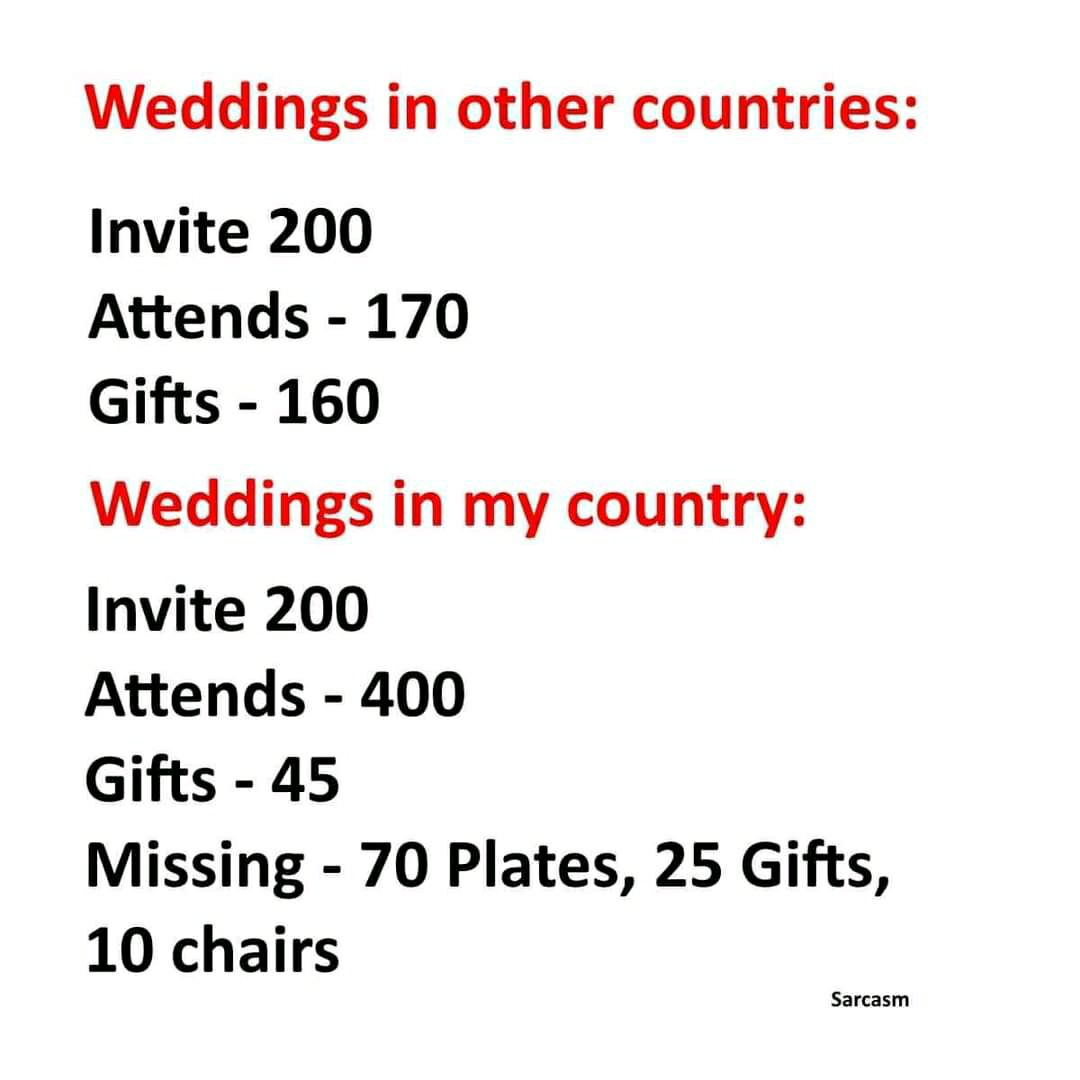 Weddings in other countries:
Invite 200
Attends - 170
Gifts - 160
Weddings in my country:
Invite 200
Attends - 400
Gifts - 45
Missing - 70 Plates, 25 Gifts,
10 chairs
Sarcasm